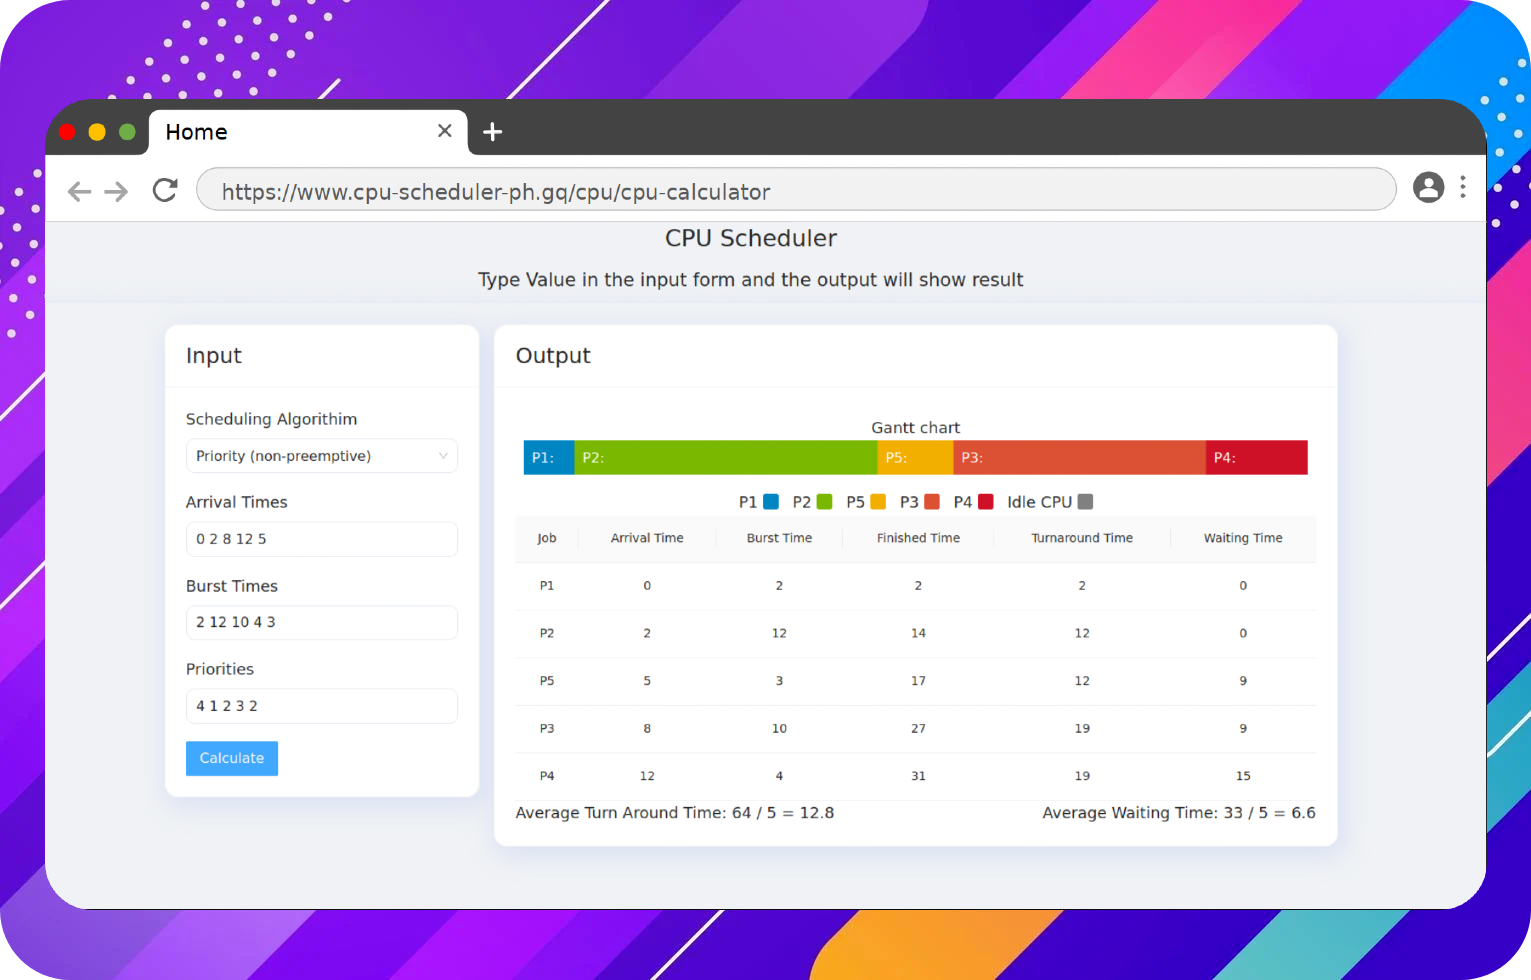 Home
https://www.cpu-scheduler-ph.gq/cpu/cpu-calculator
CPU Scheduler
Type Value in the input form and the output will show result
Input
Scheduling Algorithim
Priority (non-preemptive)
Arrival Times
0 2 8 12 5
Burst Times
2 12 10 4 3
Priorities
4 1 2 3 2
Calculate
Output
Gantt chart
P1: P2: P5: P3: P4:
P1 P2 P5 P3 P4 Idle CPU
Job Arrival Time Burst Time Finished Time Turnaround Time Waiting Time
P1 0 2 2 2 0
P2 2 12 14 12 0
P5 5 3 17 12 9
P3 8 10 27 19 9
P4 12 4 31 19 15
Average Turn Around Time: 64 / 5 = 12.8 Average Waiting Time: 33 / 5 = 6.6